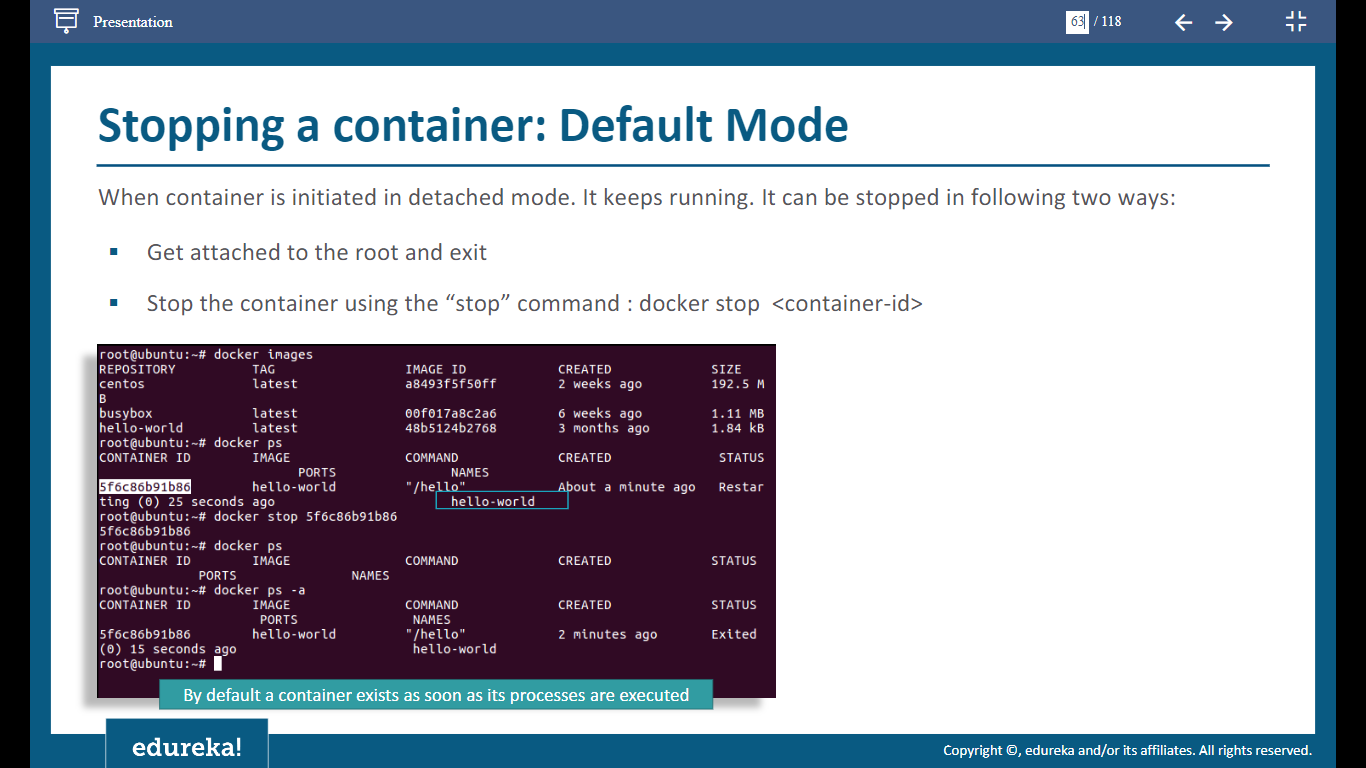 Presentation
63 / 118
Stopping a container: Default Mode
When container is initiated in detached mode. It keeps running. It can be stopped in following two ways:
▪ Get attached to the root and exit
▪ Stop the container using the “stop” command : docker stop <container-id>
root@ubuntu:~# docker images
REPOSITORY TAG IMAGE ID CREATED SIZE
centos latest a8493f5f50ff 2 weeks ago 192.5 M
B
busybox latest 00f017a8c2a6 6 weeks ago 1.11 MB
hello-world latest 48b5124b2768 3 months ago 1.84 kB
root@ubuntu:~# docker ps
CONTAINER ID IMAGE COMMAND CREATED STATUS
PORTS NAMES
5f6c86b91b86 hello-world "/hello" About a minute ago Restar
ting (0) 25 seconds ago hello-world
root@ubuntu:~# docker stop 5f6c86b91b86
5f6c86b91b86
root@ubuntu:~# docker ps
CONTAINER ID IMAGE COMMAND CREATED STATUS
PORTS NAMES
root@ubuntu:~# docker ps -a
CONTAINER ID IMAGE COMMAND CREATED STATUS
PORTS NAMES
5f6c86b91b86 hello-world "/hello" 2 minutes ago Exited
(0) 15 seconds ago hello-world
root@ubuntu:~#
By default a container exists as soon as its processes are executed
edureka!
Copyright ©, edureka and/or its affiliates. All rights reserved.